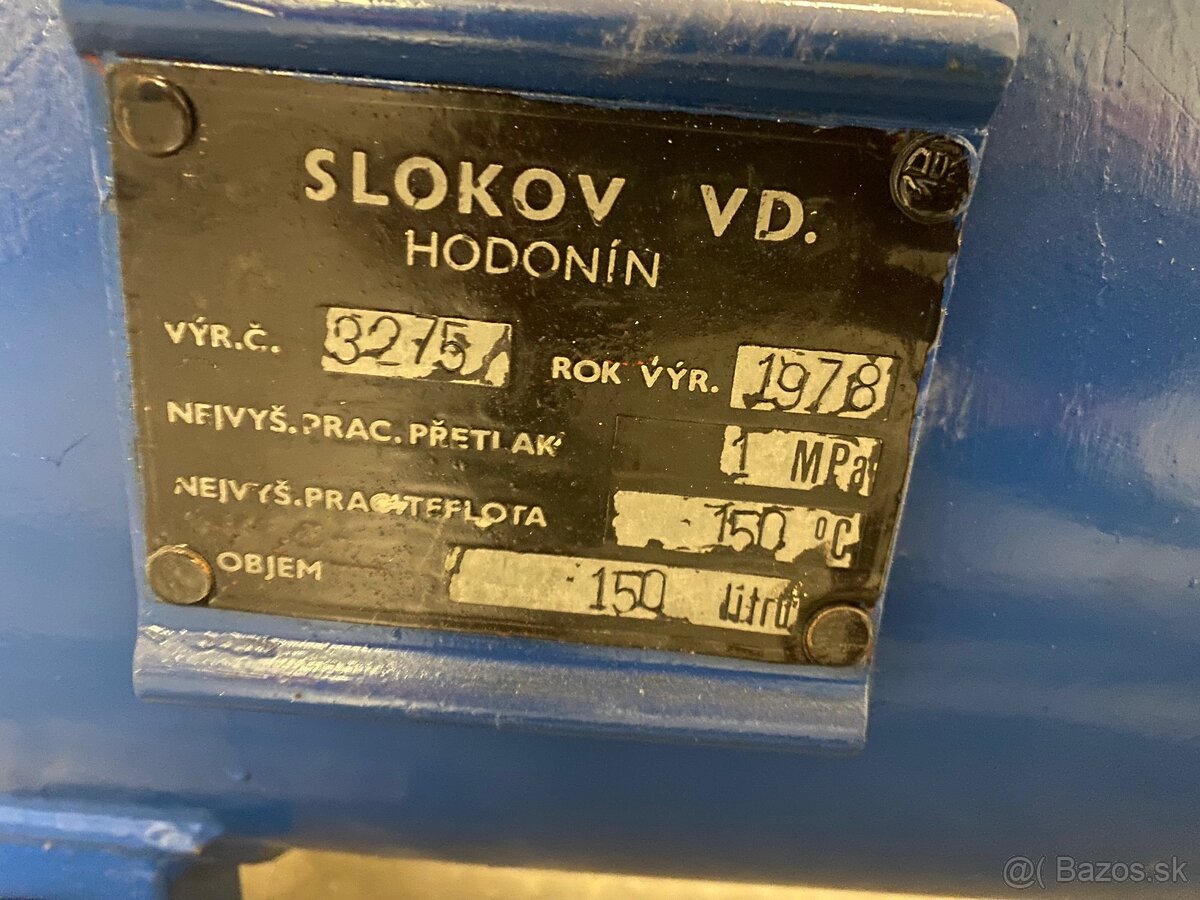 SLOKOV VD.
HODONÍN
VÝR.Č. 3275 ROK VÝR. 1978
NEJVYŠ.PRAC.PŘETLAK 1 MPa
NEJVYŠ.PRAC.TEPLOTA 150 °C
OBJEM 150 litrů
@( Bazos.sk